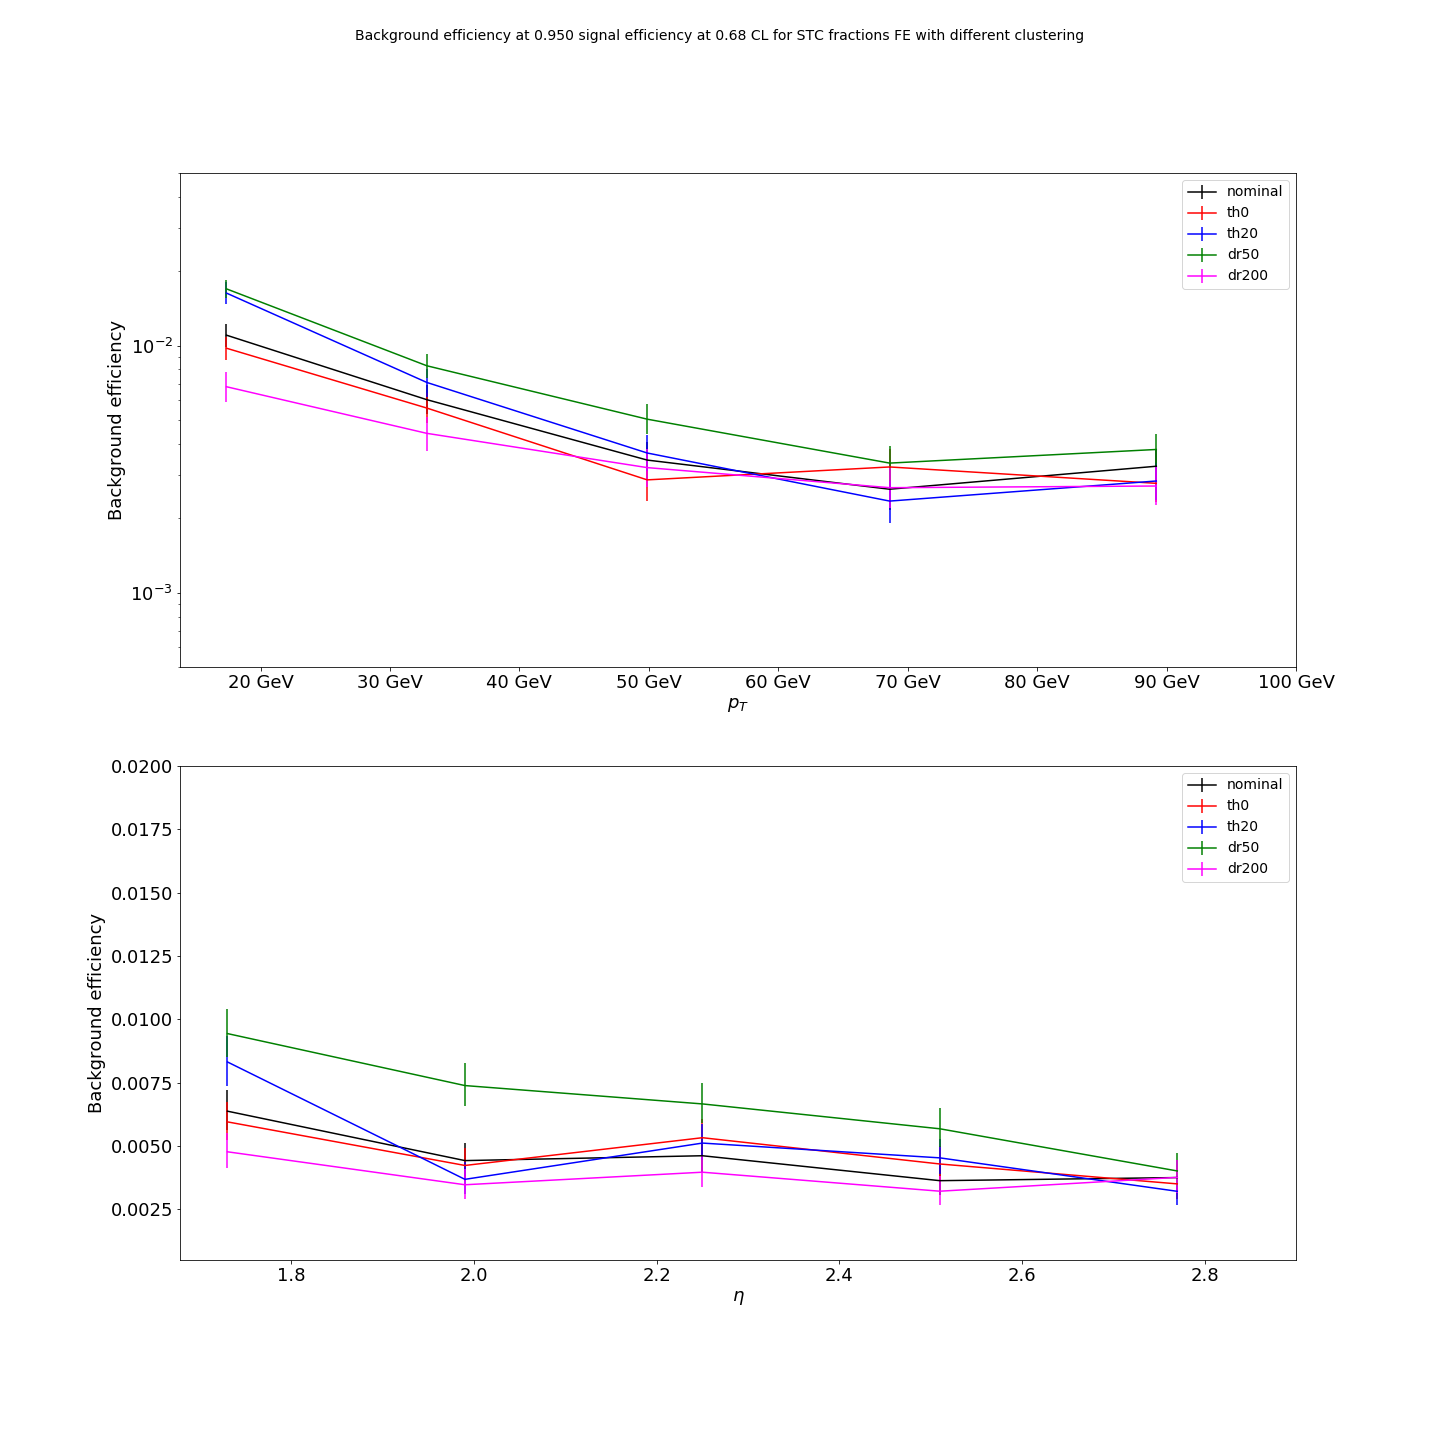 Background efficiency at 0.950 signal efficiency at 0.68 CL for STC fractions FE with different clustering
nominal
th0
th20
dr50
dr200
Background efficiency
10⁻²
10⁻³
20 GeV 30 GeV 40 GeV 50 GeV 60 GeV 70 GeV 80 GeV 90 GeV 100 GeV
p_T
nominal
th0
th20
dr50
dr200
Background efficiency
0.0200
0.0175
0.0150
0.0125
0.0100
0.0075
0.0050
0.0025
1.8 2.0 2.2 2.4 2.6 2.8
η